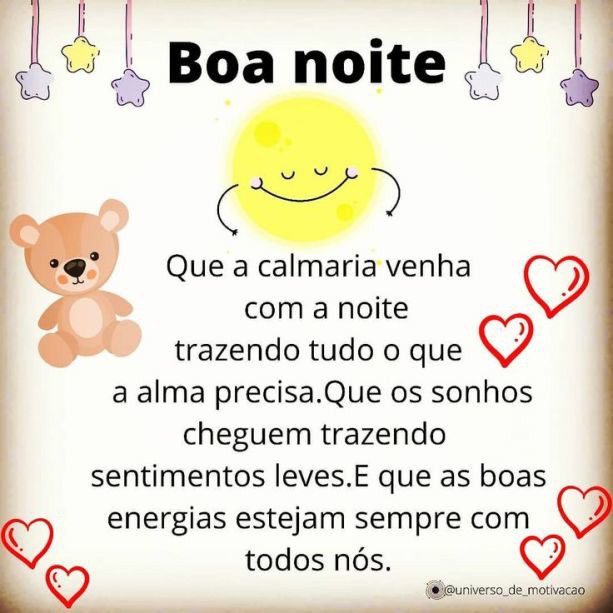 Boa noite
Que a calmaria venha
com a noite
trazendo tudo o que
a alma precisa.Que os sonhos
cheguem trazendo
sentimentos leves.E que as boas
energias estejam sempre com
todos nós.
@universo_de_motivacao